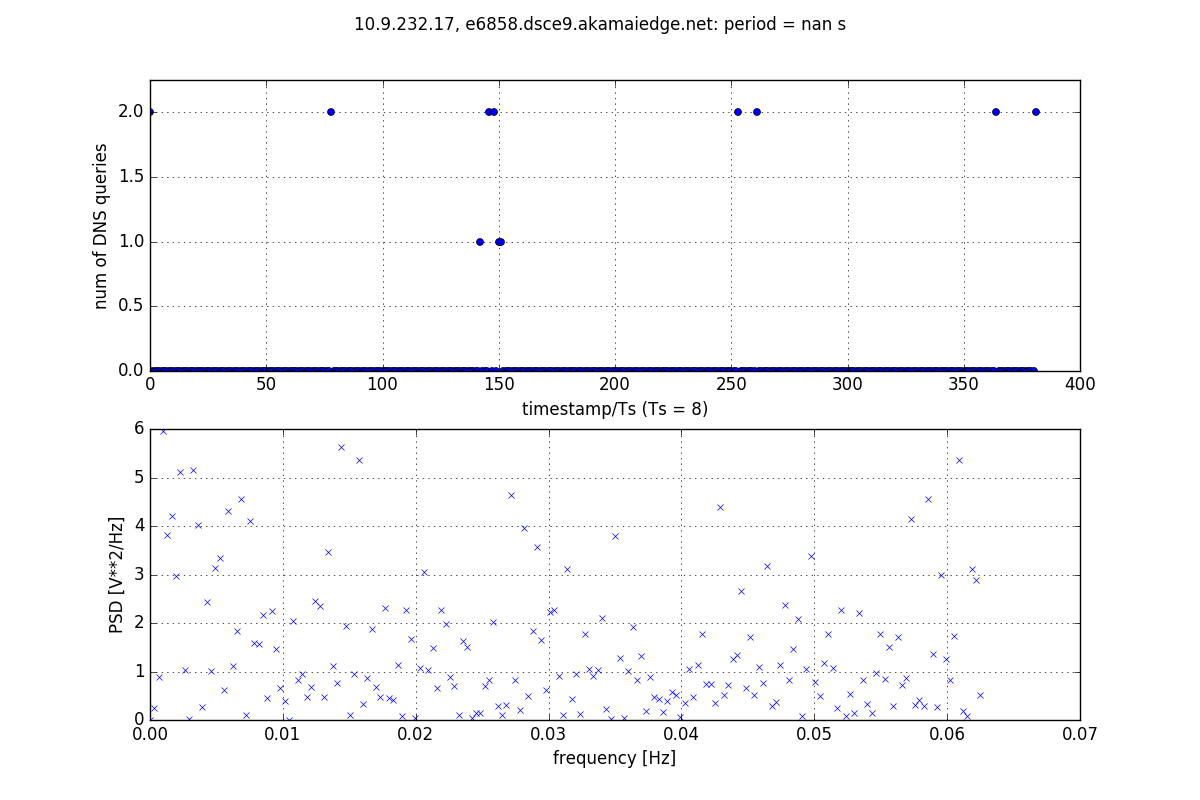 10.9.232.17, e6858.dsce9.akamaiedge.net: period = nan s
num of DNS queries
2.0
1.5
1.0
0.5
0.0
0 50 100 150 200 250 300 350 400
timestamp/Ts (Ts = 8)
PSD [V**2/Hz]
6
5
4
3
2
1
0
0.00 0.01 0.02 0.03 0.04 0.05 0.06 0.07
frequency [Hz]